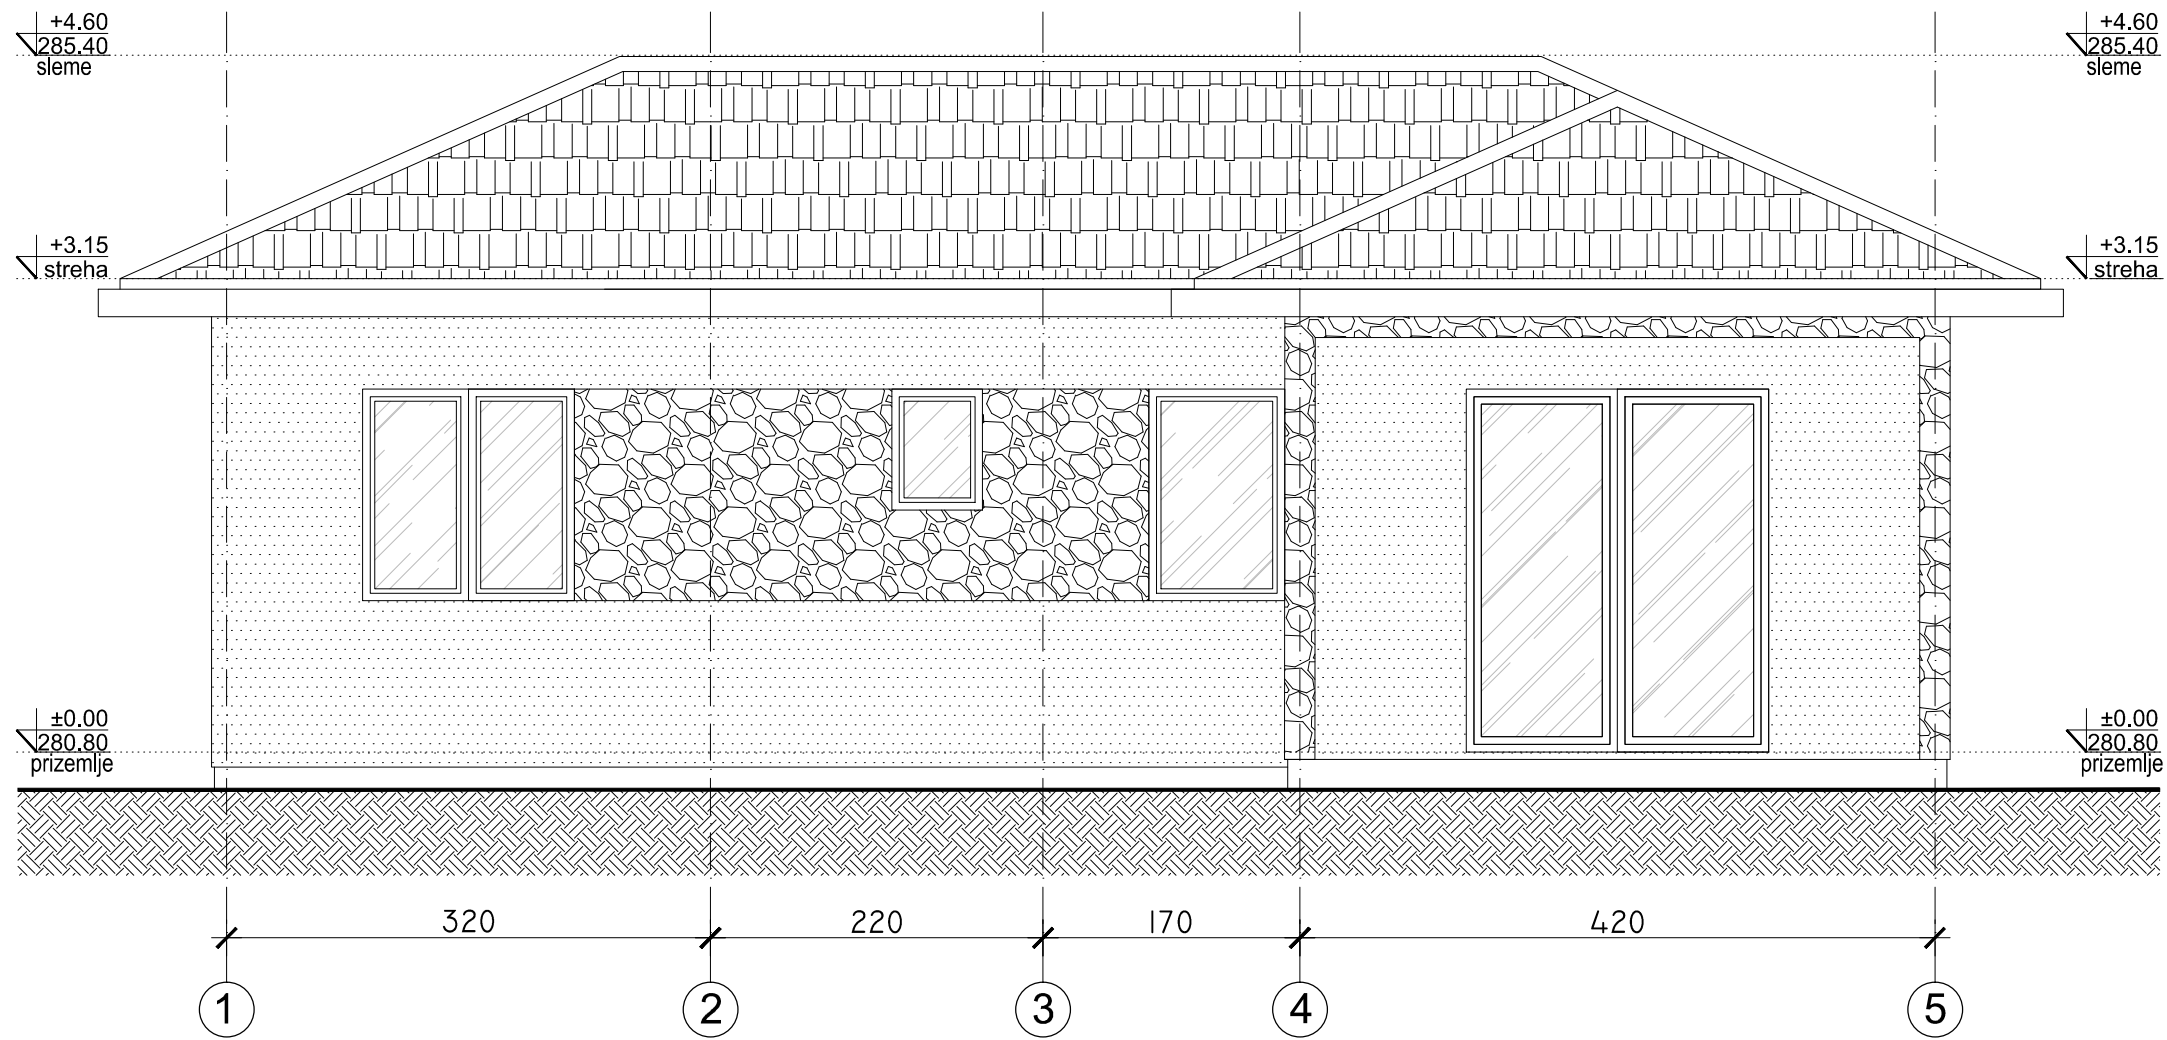 +4.60
285.40
sleme
+4.60
285.40
sleme
+3.15
streha
+3.15
streha
±0.00
280.80
prizemlje
±0.00
280.80
prizemlje
320 220 170 420
1 2 3 4 5